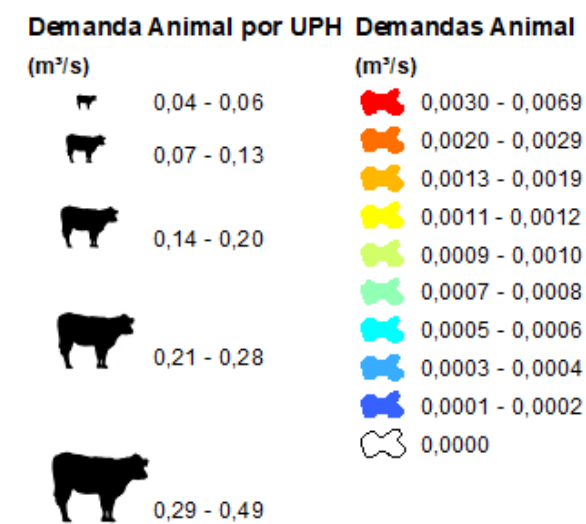 Demanda Animal por UPH
(m³/s)
0,04 - 0,06
0,07 - 0,13
0,14 - 0,20
0,21 - 0,28
0,29 - 0,49
Demandas Animal
(m³/s)
0,0030 - 0,0069
0,0020 - 0,0029
0,0013 - 0,0019
0,0011 - 0,0012
0,0009 - 0,0010
0,0007 - 0,0008
0,0005 - 0,0006
0,0003 - 0,0004
0,0001 - 0,0002
0,0000